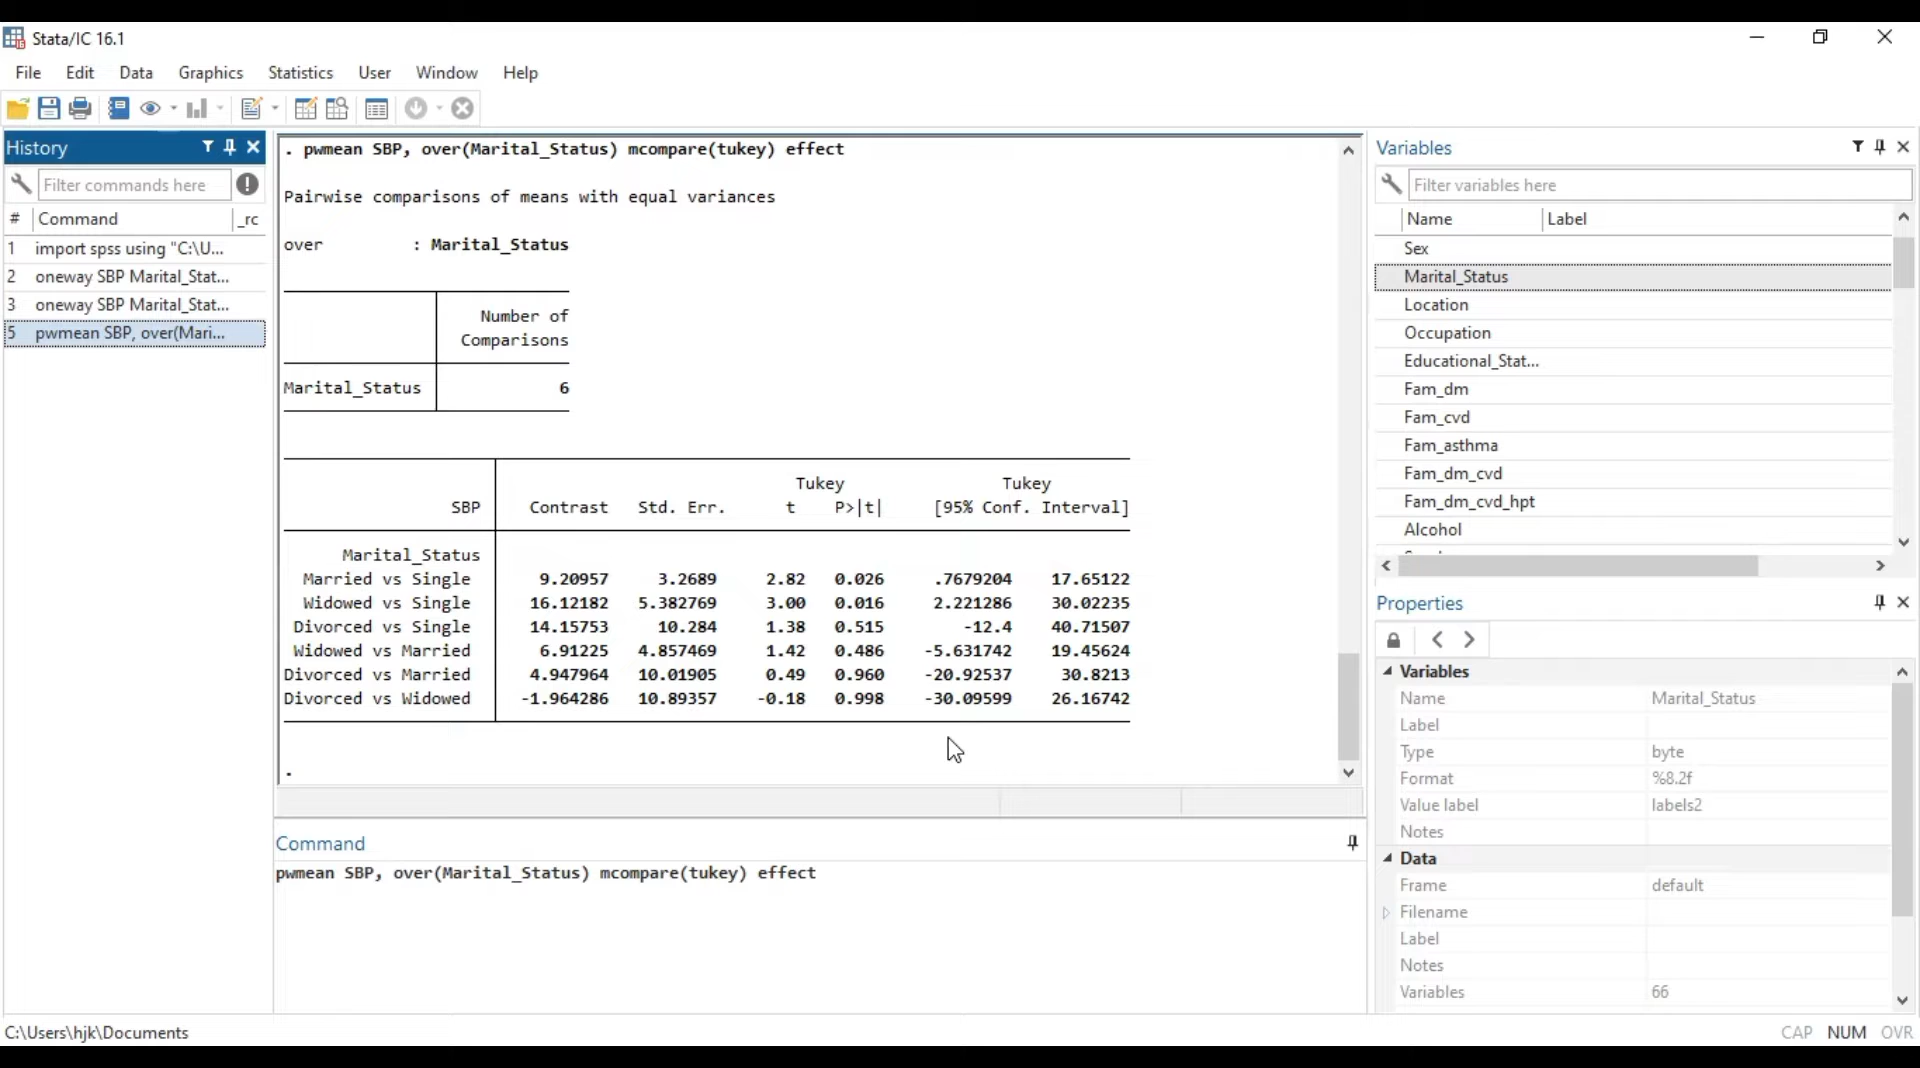 Stata/IC 16.1
File Edit Data Graphics Statistics User Window Help
History
Filter commands here
# Command _rc
1 import spss using "C:\U...
2 oneway SBP Marital_Stat...
3 oneway SBP Marital_Stat...
5 pwmean SBP, over(Mari...
. pwmean SBP, over(Marital_Status) mcompare(tukey) effect
Pairwise comparisons of means with equal variances
over : Marital_Status
Number of
Comparisons
Marital_Status 6
Tukey Tukey
SBP Contrast Std. Err. t P>|t| [95% Conf. Interval]
Marital_Status
Married vs Single 9.20957 3.2689 2.82 0.026 .7679204 17.65122
Widowed vs Single 16.12182 5.382769 3.00 0.016 2.221286 30.02235
Divorced vs Single 14.15753 10.284 1.38 0.515 -12.4 40.71507
Widowed vs Married 6.91225 4.857469 1.42 0.486 -5.631742 19.45624
Divorced vs Married 4.947964 10.01905 0.49 0.960 -20.92537 30.8213
Divorced vs Widowed -1.964286 10.89357 -0.18 0.998 -30.09599 26.16742
.
Command
pwmean SBP, over(Marital_Status) mcompare(tukey) effect
Variables
Filter variables here
Name Label
Sex
Marital_Status
Location
Occupation
Educational_Stat...
Fam_dm
Fam_cvd
Fam_asthma
Fam_dm_cvd
Fam_dm_cvd_hpt
Alcohol
Properties
Variables
Name Marital_Status
Label
Type byte
Format %8.2f
Value label labels2
Notes
Data
Frame default
Filename
Label
Notes
Variables 66
C:\Users\hjk\Documents
CAP NUM OVR